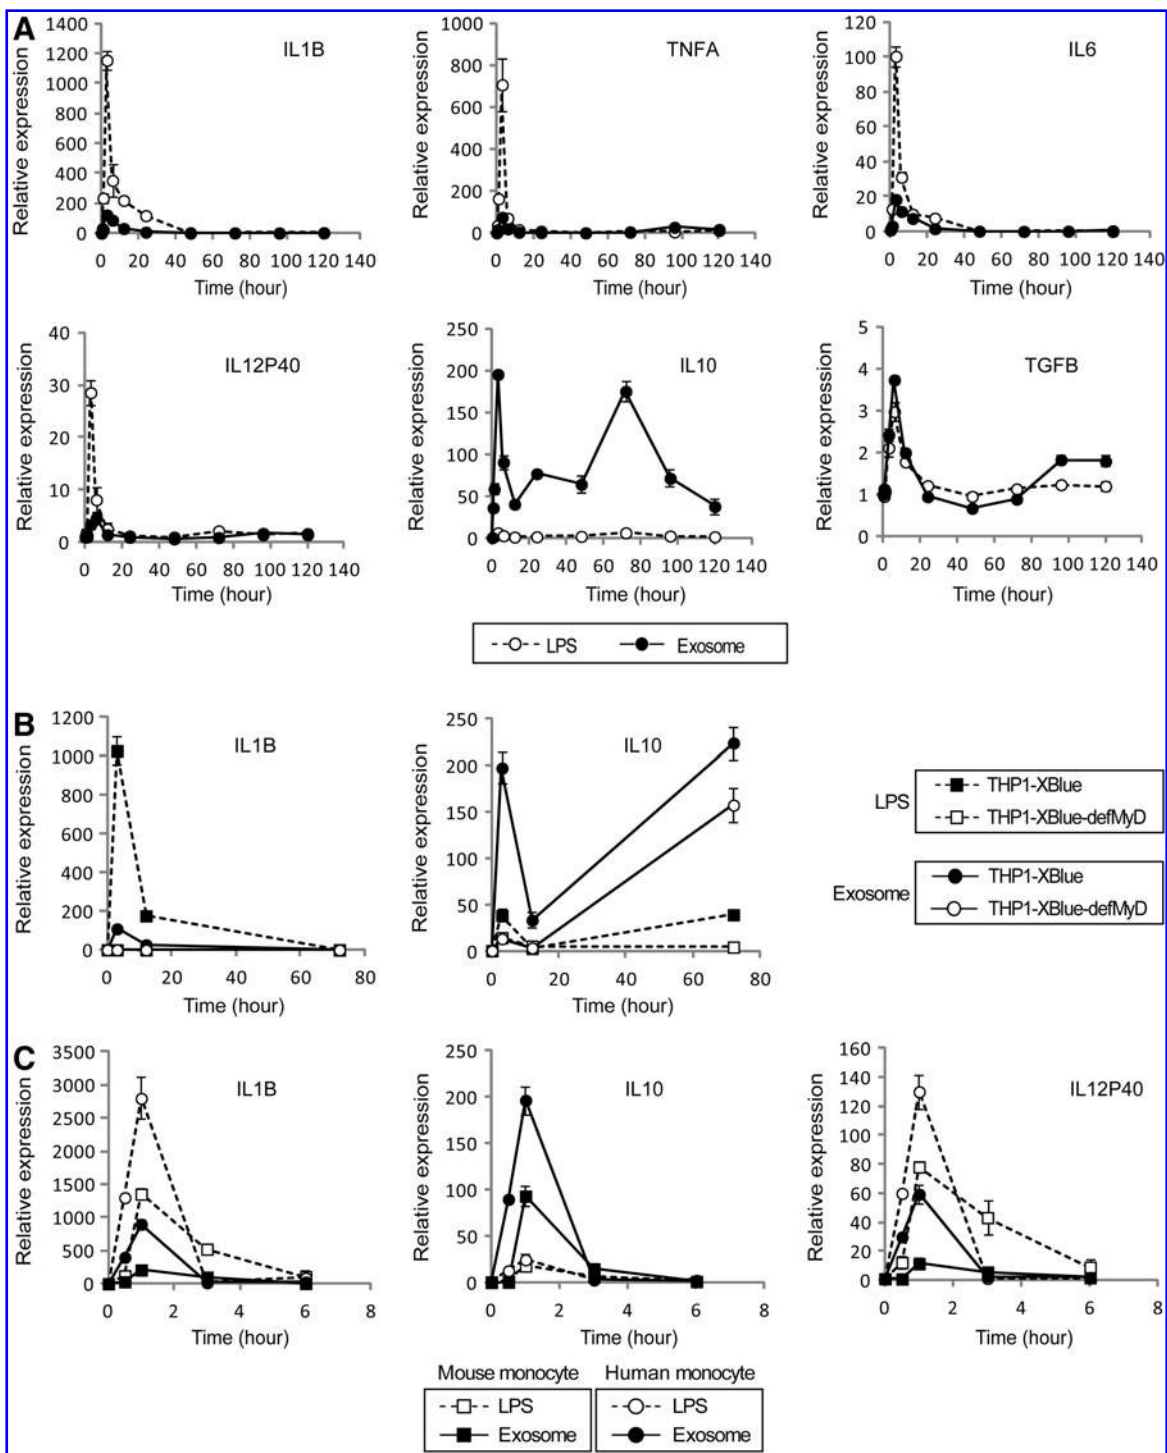 A
IL1B
Relative expression
1400
1200
1000
800
600
400
200
0
0 20 40 60 80 100 120 140
Time (hour)
TNFA
Relative expression
1000
800
600
400
200
0
0 20 40 60 80 100 120 140
Time (hour)
IL6
Relative expression
120
100
80
60
40
20
0
0 20 40 60 80 100 120 140
Time (hour)
IL12P40
Relative expression
40
30
20
10
0
0 20 40 60 80 100 120 140
Time (hour)
IL10
Relative expression
250
200
150
100
50
0
0 20 40 60 80 100 120 140
Time (hour)
TGFB
Relative expression
5
4
3
2
1
0
0 20 40 60 80 100 120 140
Time (hour)
LPS Exosome
B
IL1B
Relative expression
1200
1000
800
600
400
200
0
0 20 40 60 80
Time (hour)
IL10
Relative expression
250
200
150
100
50
0
0 20 40 60 80
Time (hour)
LPS
THP1-XBlue
THP1-XBlue-defMyD
Exosome
THP1-XBlue
THP1-XBlue-defMyD
C
IL1B
Relative expression
3500
3000
2500
2000
1500
1000
500
0
0 2 4 6 8
Time (hour)
IL10
Relative expression
250
200
150
100
50
0
0 2 4 6 8
Time (hour)
IL12P40
Relative expression
160
140
120
100
80
60
40
20
0
0 2 4 6 8
Time (hour)
Mouse monocyte
LPS
Exosome
Human monocyte
LPS
Exosome